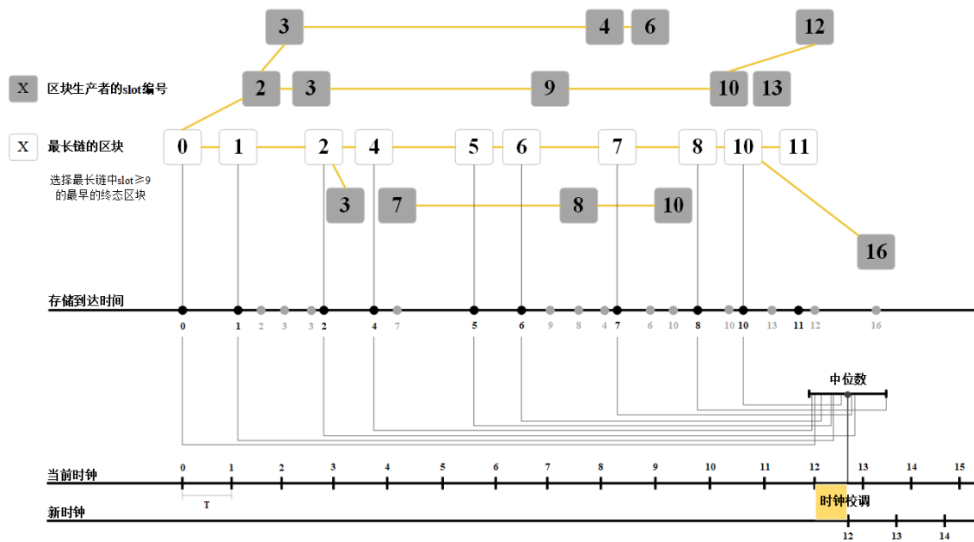 3 4 6 12
X 区块生产者的slot编号 2 3 9 10 13
X 最长链的区块 0 1 2 4 5 6 7 8 10 11
选择最长链中slot≥9
的最早的终态区块
3 7 8 10
16
存储到达时间
0 1 2 3 3 2 4 7 5 6 9 8 4 7 6 10 8 10 10 13 11 12 16
中位数
当前时钟 0 1 2 3 4 5 6 7 8 9 10 11 12 13 14 15
T
时钟校调
新时钟
12 13 14